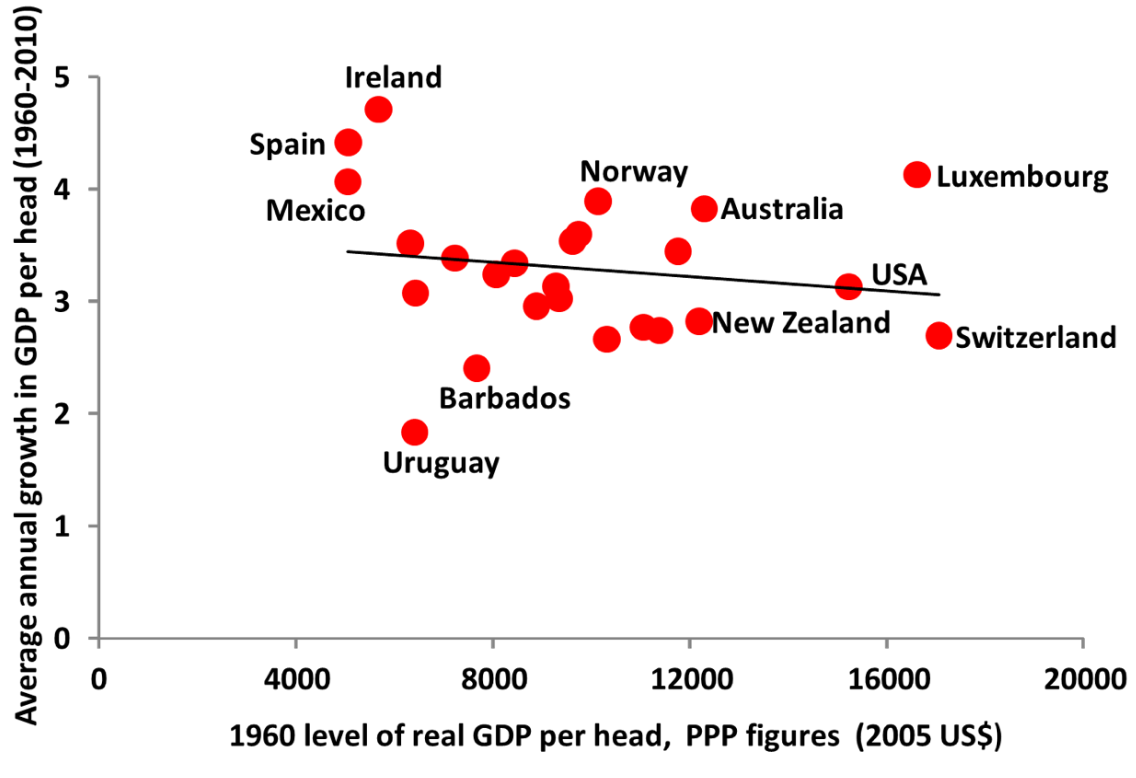 Average annual growth in GDP per head (1960-2010)
5
4
3
2
1
0
Ireland
Spain
Mexico
Norway
Luxembourg
Australia
USA
New Zealand
Switzerland
Barbados
Uruguay
0
4000
8000
12000
16000
20000
1960 level of real GDP per head, PPP figures (2005 US$)